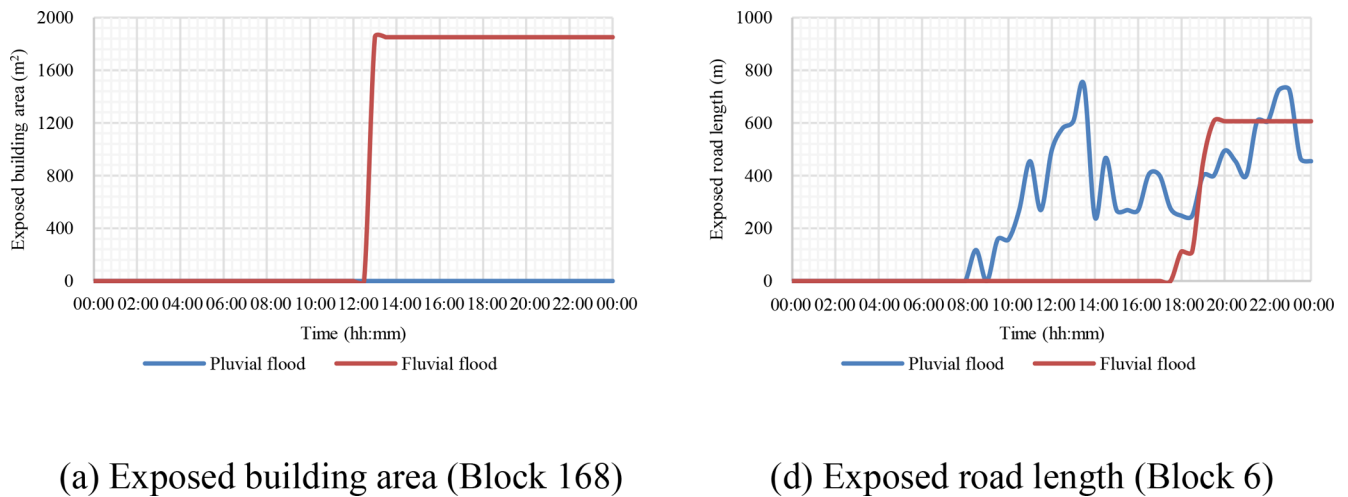 2000
1600
1200
800
400
0
Exposed building area (m²)
00:00 02:00 04:00 06:00 08:00 10:00 12:00 14:00 16:00 18:00 20:00 22:00 00:00
Time (hh:mm)
Pluvial flood Fluvial flood
(a) Exposed building area (Block 168)
1000
800
600
400
200
0
Exposed road length (m)
00:00 02:00 04:00 06:00 08:00 10:00 12:00 14:00 16:00 18:00 20:00 22:00 00:00
Time (hh:mm)
Pluvial flood Fluvial flood
(d) Exposed road length (Block 6)